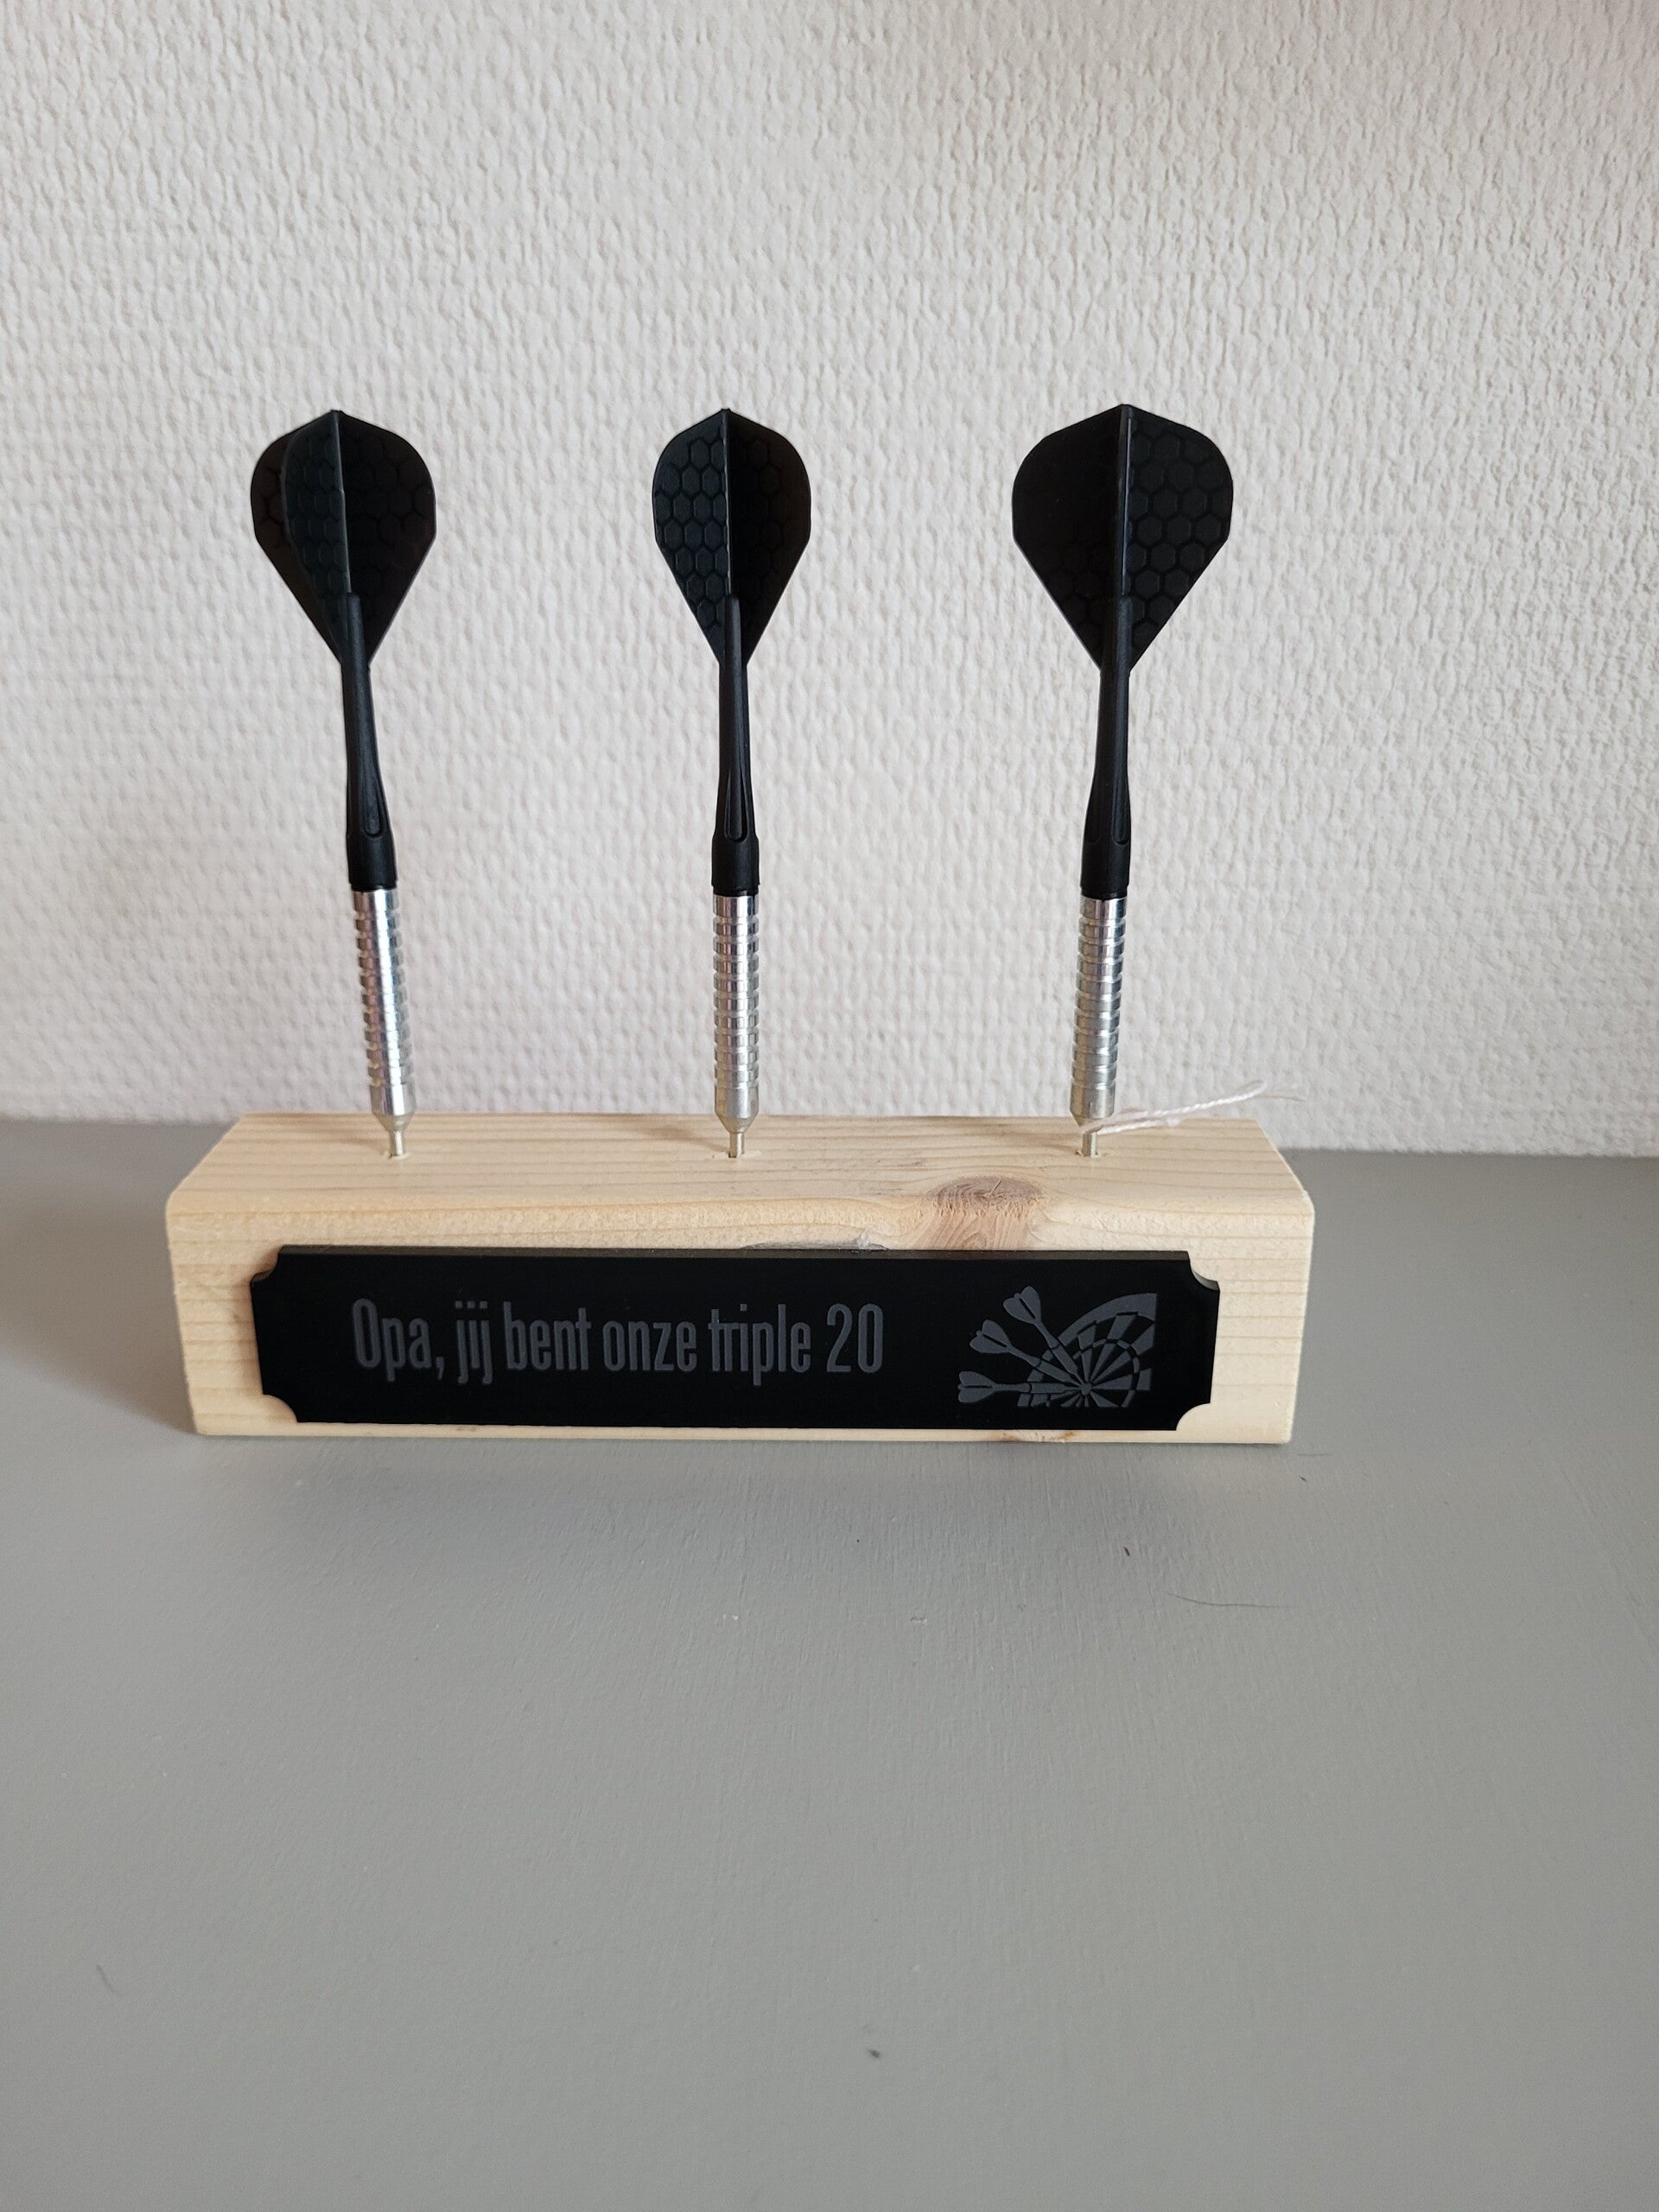 Opa, jij bent onze triple 20